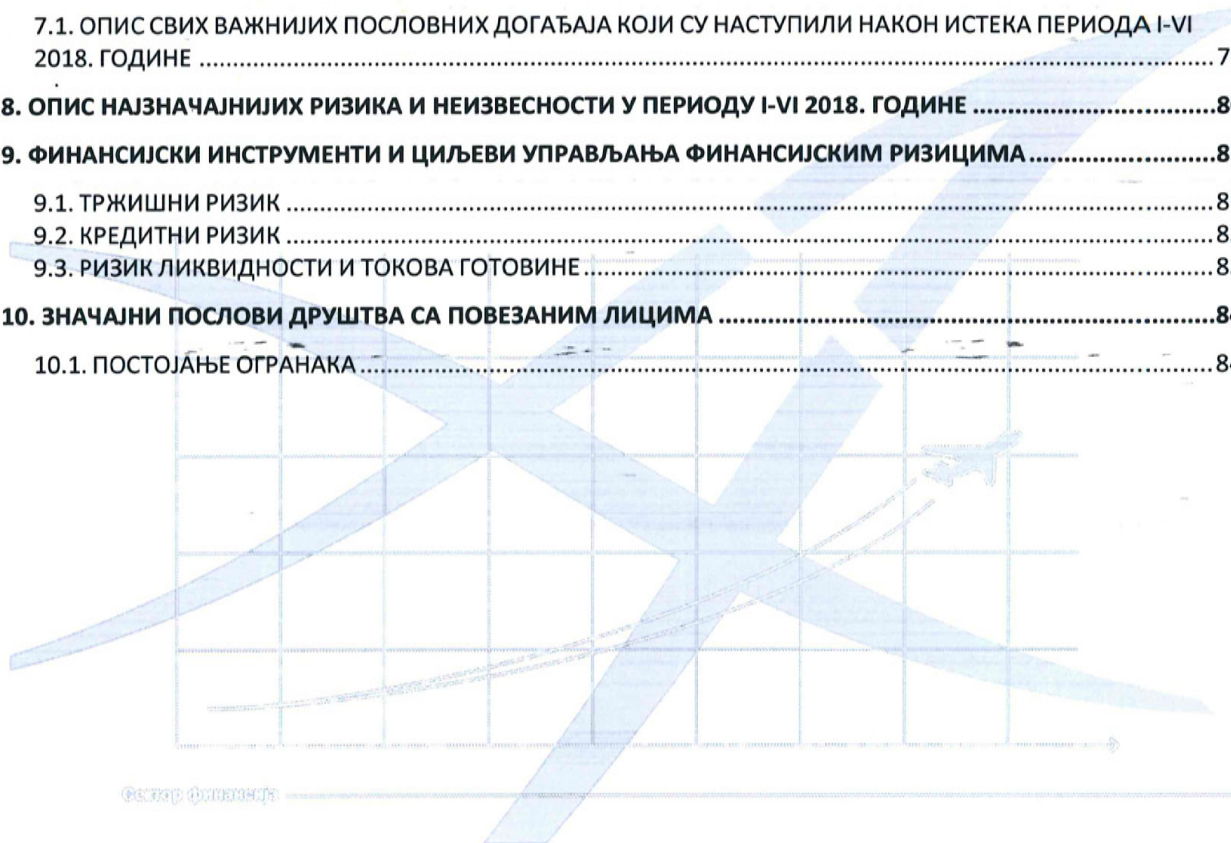 7.1. ОПИС СВИХ ВАЖНИЈИХ ПОСЛОВНИХ ДОГАЂАЈА КОЈИ СУ НАСТУПИЛИ НАКОН ИСТЕКА ПЕРИОДА I-VI
2018. ГОДИНЕ ........ 7
8. ОПИС НАЈЗНАЧАЈНИЈИХ РИЗИКА И НЕИЗВЕСНОСТИ У ПЕРИОДУ I-VI 2018. ГОДИНЕ ........ 8
9. ФИНАНСИЈСКИ ИНСТРУМЕНТИ И ЦИЉЕВИ УПРАВЉАЊА ФИНАНСИЈСКИМ РИЗИЦИМА ........ 8
9.1. ТРЖИШНИ РИЗИК ........ 8
9.2. КРЕДИТНИ РИЗИК ........ 8
9.3. РИЗИК ЛИКВИДНОСТИ И ТОКОВА ГОТОВИНЕ ........ 8
10. ЗНАЧАЈНИ ПОСЛОВИ ДРУШТВА СА ПОВЕЗАНИМ ЛИЦИМА ........ 8
10.1. ПОСТОЈАЊЕ ОГРАНАКА ........ 8
Сектор финансија